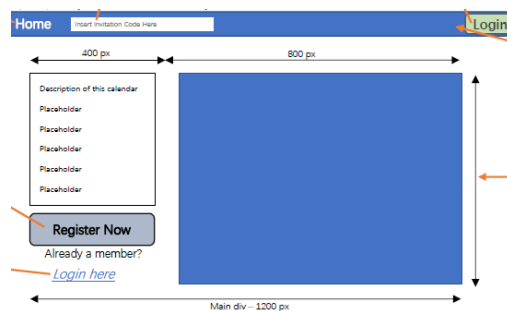 Home
Insert Invitation Code Here
Login
400 px
800 px
Description of this calendar
Placeholder
Placeholder
Placeholder
Placeholder
Placeholder
Register Now
Already a member?
Login here
Main div – 1200 px